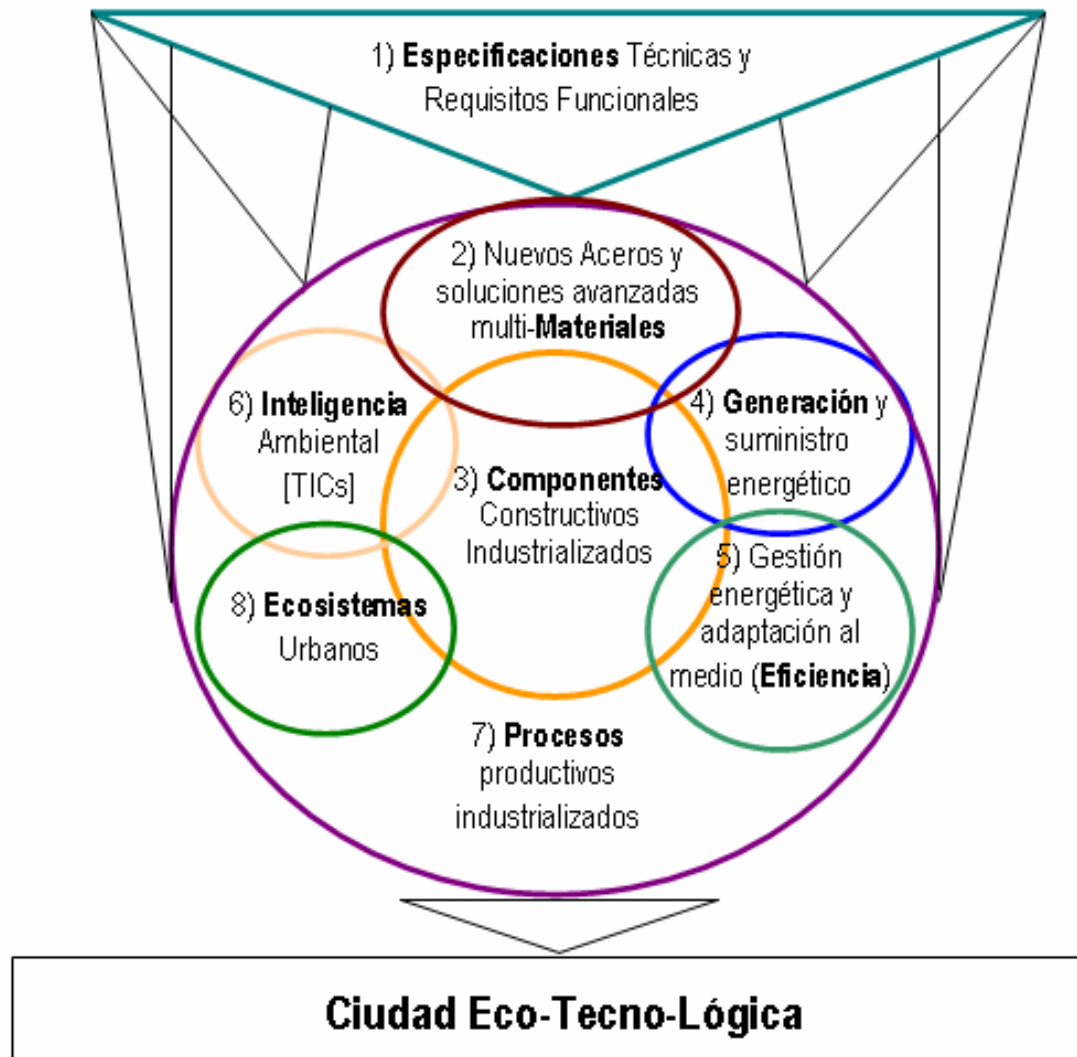 1) Especificaciones Técnicas y
Requisitos Funcionales
2) Nuevos Aceros y
soluciones avanzadas
multi-Materiales
6) Inteligencia
Ambiental
[TICs]
4) Generación y
suministro
energético
3) Componentes
Constructivos
Industrializados
5) Gestión
energética y
adaptación al
medio (Eficiencia)
8) Ecosistemas
Urbanos
7) Procesos
productivos
industrializados
Ciudad Eco-Tecno-Lógica